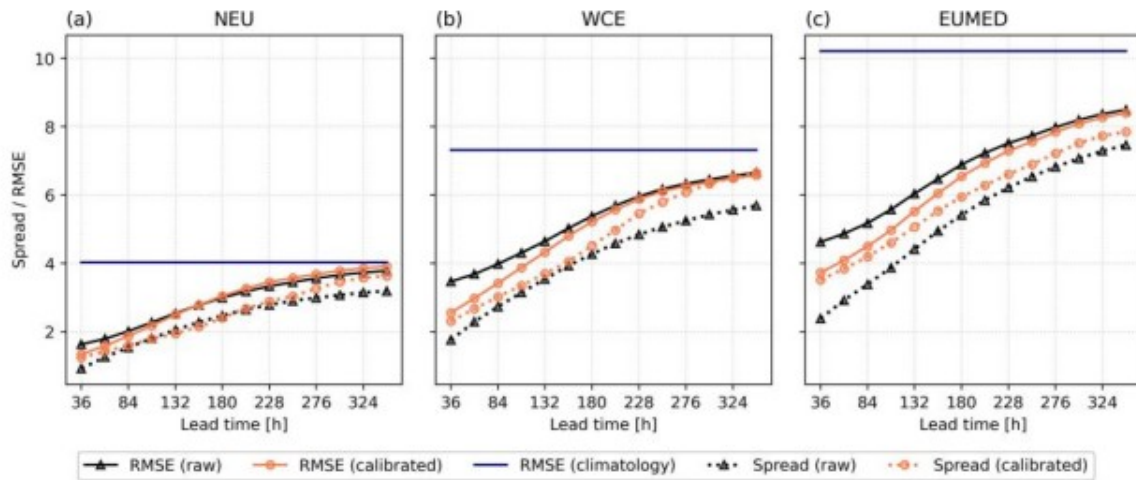 (a) NEU
(b) WCE
(c) EUMED
Spread / RMSE
10
8
6
4
2
36 84 132 180 228 276 324
36 84 132 180 228 276 324
36 84 132 180 228 276 324
Lead time [h]
Lead time [h]
Lead time [h]
RMSE (raw) RMSE (calibrated) RMSE (climatology) Spread (raw) Spread (calibrated)